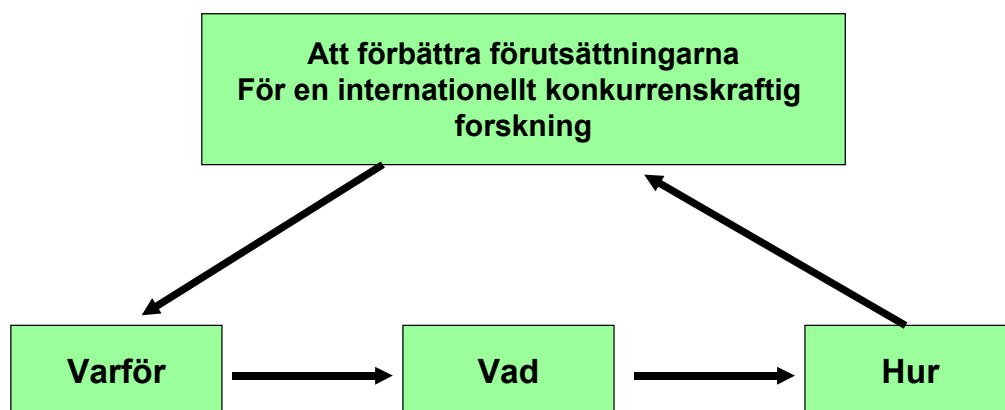 Att förbättra förutsättningarna
För en internationellt konkurrenskraftig
forskning
Varför
Vad
Hur